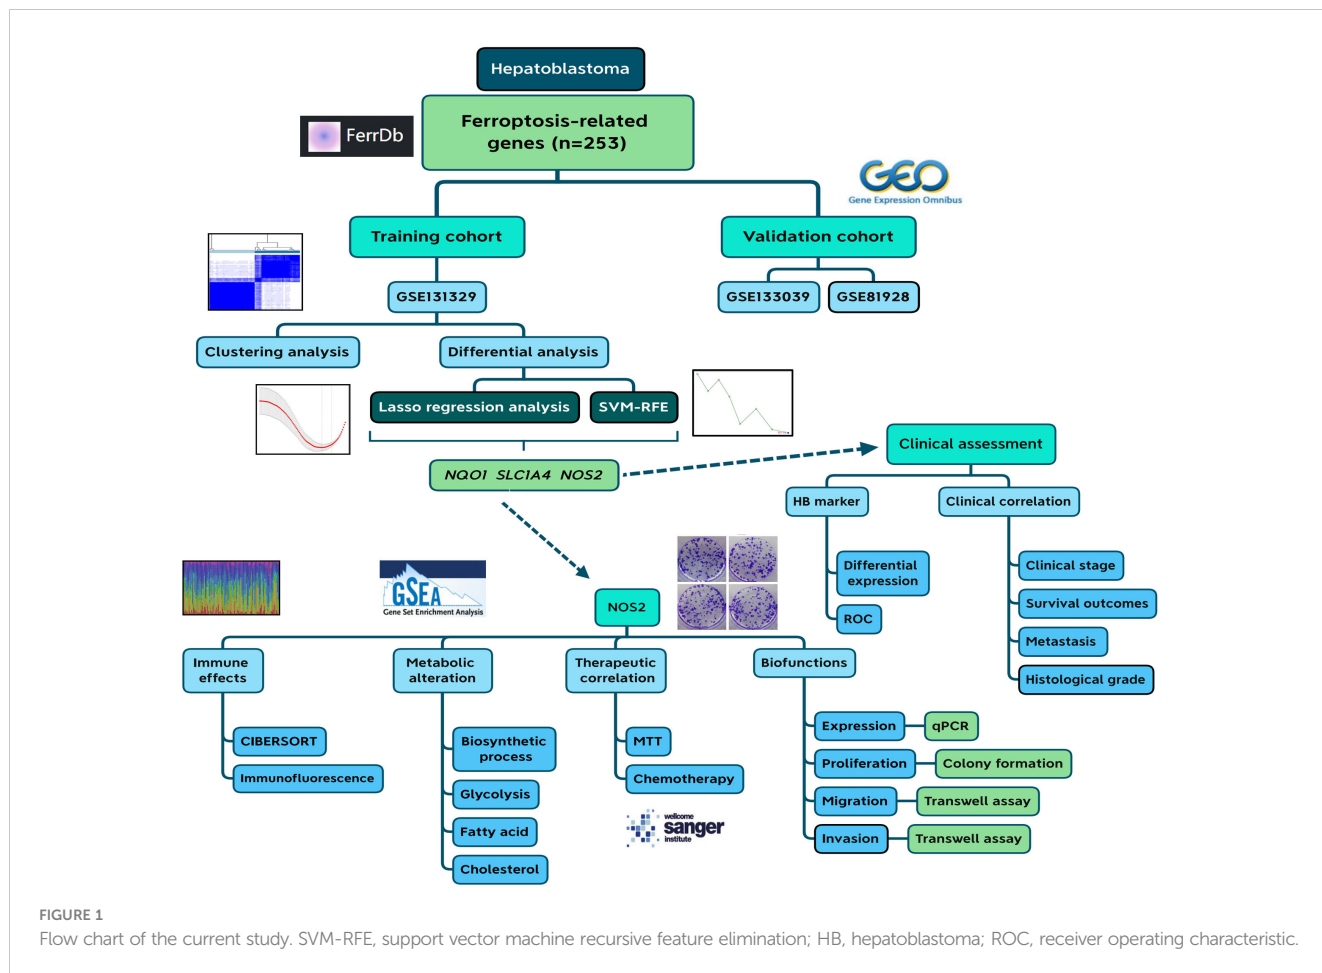 Hepatoblastoma
FerrDb
Ferroptosis-related
genes (n=253)
GEO
Gene Expression Omnibus
Training cohort
Validation cohort
GSE131329
GSE133039
GSE81928
Clustering analysis
Differential analysis
Lasso regression analysis
SVM-RFE
NQO1 SLC1A4 NOS2
Clinical assessment
HB marker
Clinical correlation
Differential
expression
ROC
Clinical stage
Survival outcomes
Metastasis
Histological grade
GSEA
Gene Set Enrichment Analysis
NOS2
Immune
effects
Metabolic
alteration
Therapeutic
correlation
Biofunctions
CIBERSORT
Immunofluorescence
Biosynthetic
process
Glycolysis
Fatty acid
Cholesterol
MTT
Chemotherapy
wellcome
sanger
institute
Expression
qPCR
Proliferation
Colony formation
Migration
Transwell assay
Invasion
Transwell assay
FIGURE 1
Flow chart of the current study. SVM-RFE, support vector machine recursive feature elimination; HB, hepatoblastoma; ROC, receiver operating characteristic.